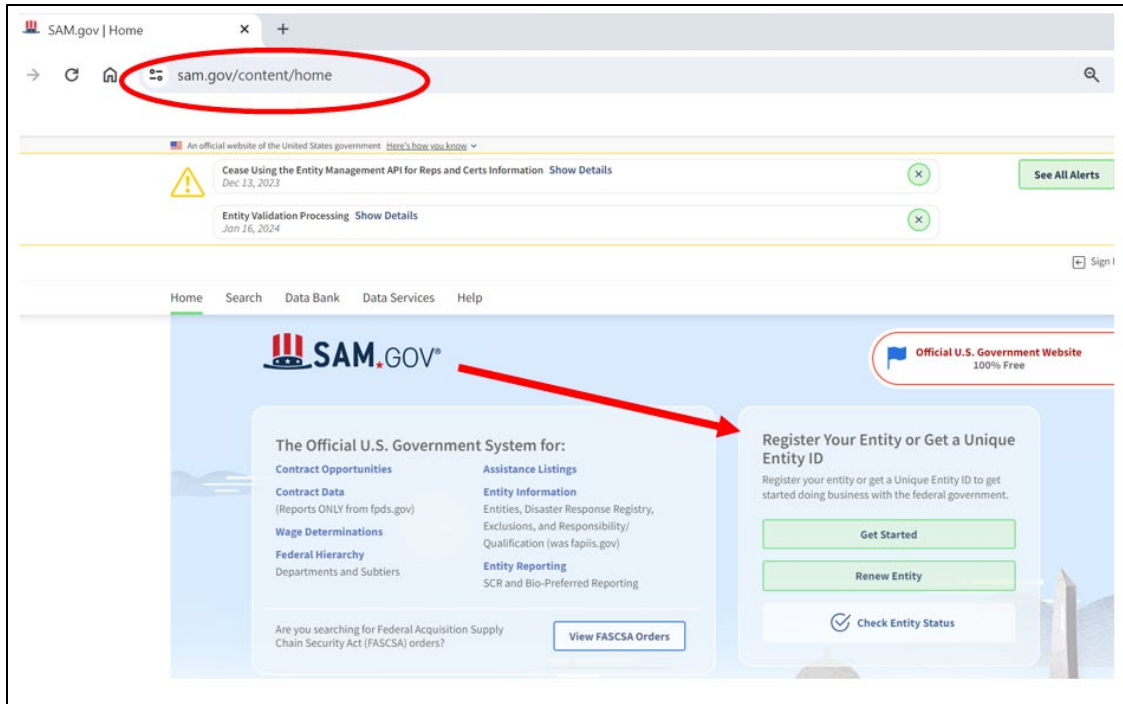 SAM.gov | Home
sam.gov/content/home
An official website of the United States government Here's how you know
Cease Using the Entity Management API for Reps and Certs Information Show Details
Dec 13, 2023
See All Alerts
Entity Validation Processing Show Details
Jan 16, 2024
Sign
Home Search Data Bank Data Services Help
SAM.GOV®
Official U.S. Government Website
100% Free
The Official U.S. Government System for:
Contract Opportunities
Contract Data
(Reports ONLY from fpds.gov)
Wage Determinations
Federal Hierarchy
Departments and Subtiers
Assistance Listings
Entity Information
Entities, Disaster Response Registry,
Exclusions, and Responsibility/
Qualification (was fapiis.gov)
Entity Reporting
SCR and Bio-Preferred Reporting
Are you searching for Federal Acquisition Supply
Chain Security Act (FASCSA) orders?
View FASCSA Orders
Register Your Entity or Get a Unique
Entity ID
Register your entity or get a Unique Entity ID to get
started doing business with the federal government.
Get Started
Renew Entity
Check Entity Status